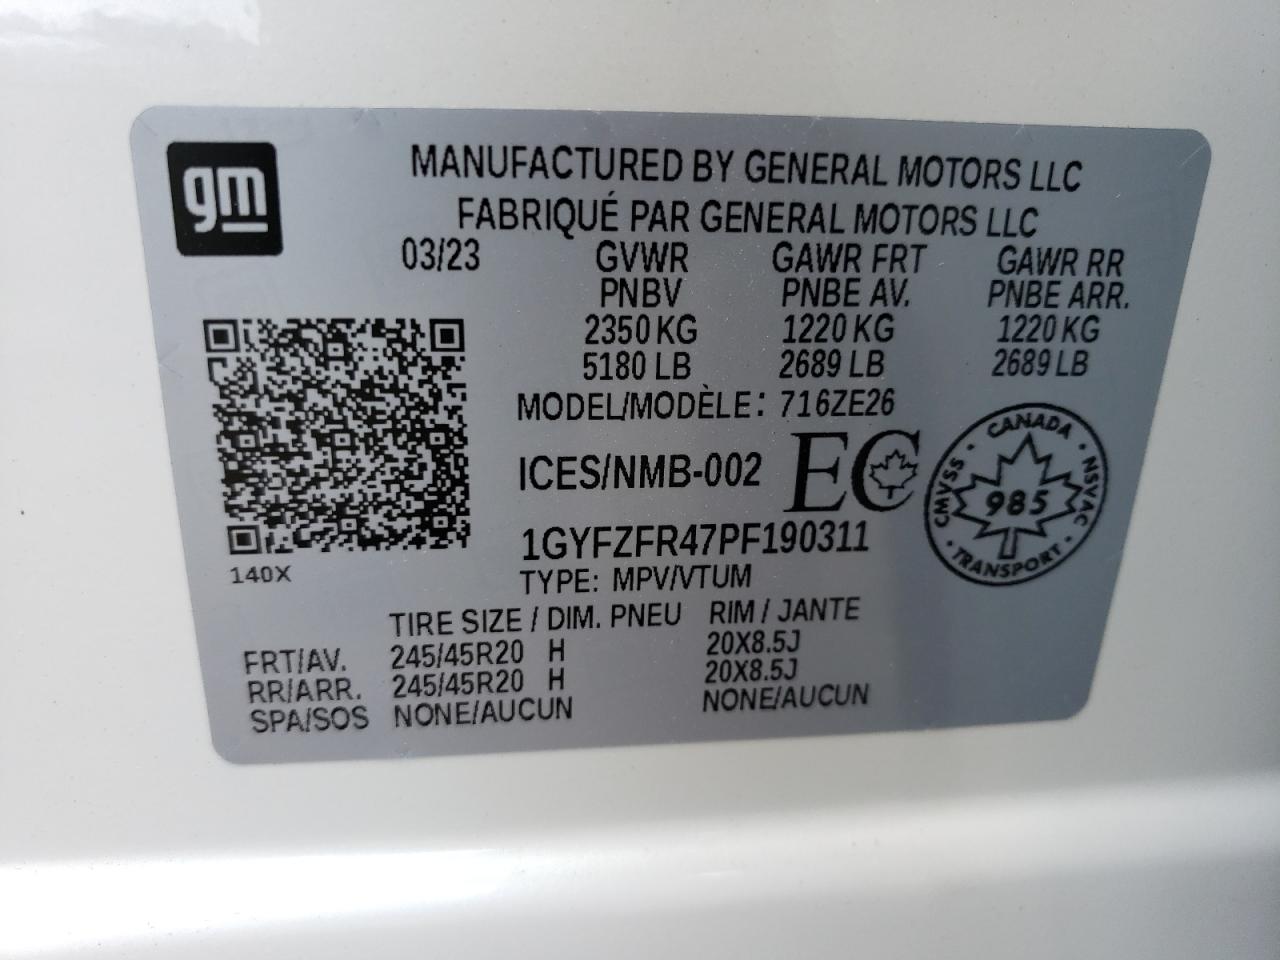 gm
MANUFACTURED BY GENERAL MOTORS LLC
FABRIQUÉ PAR GENERAL MOTORS LLC
03/23 GVWR GAWR FRT GAWR RR
PNBV PNBE AV. PNBE ARR.
2350 KG 1220 KG 1220 KG
5180 LB 2689 LB 2689 LB
MODEL/MODÈLE: 716ZE26
ICES/NMB-002 EC
CANADA
CMVSS 985 NSVAC
TRANSPORT
1GYFZFR47PF190311
140X
TYPE: MPV/VTUM
TIRE SIZE / DIM. PNEU RIM / JANTE
FRT/AV. 245/45R20 H 20X8.5J
RR/ARR. 245/45R20 H 20X8.5J
SPA/SOS NONE/AUCUN NONE/AUCUN